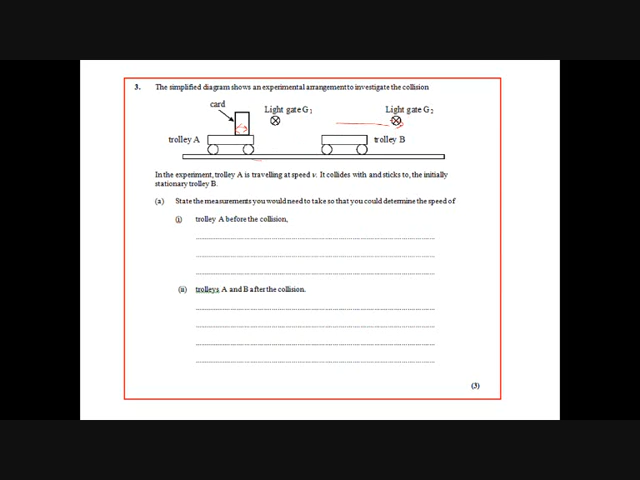 3. The simplified diagram shows an experimental arrangement to investigate the collision
card
Light gate G1
Light gate G2
trolley A
trolley B
In the experiment, trolley A is travelling at speed v. It collides with and sticks to, the initially
stationary trolley B.
(a) State the measurements you would need to take so that you could determine the speed of
(i) trolley A before the collision,
(ii) trolleys A and B after the collision.
(3)